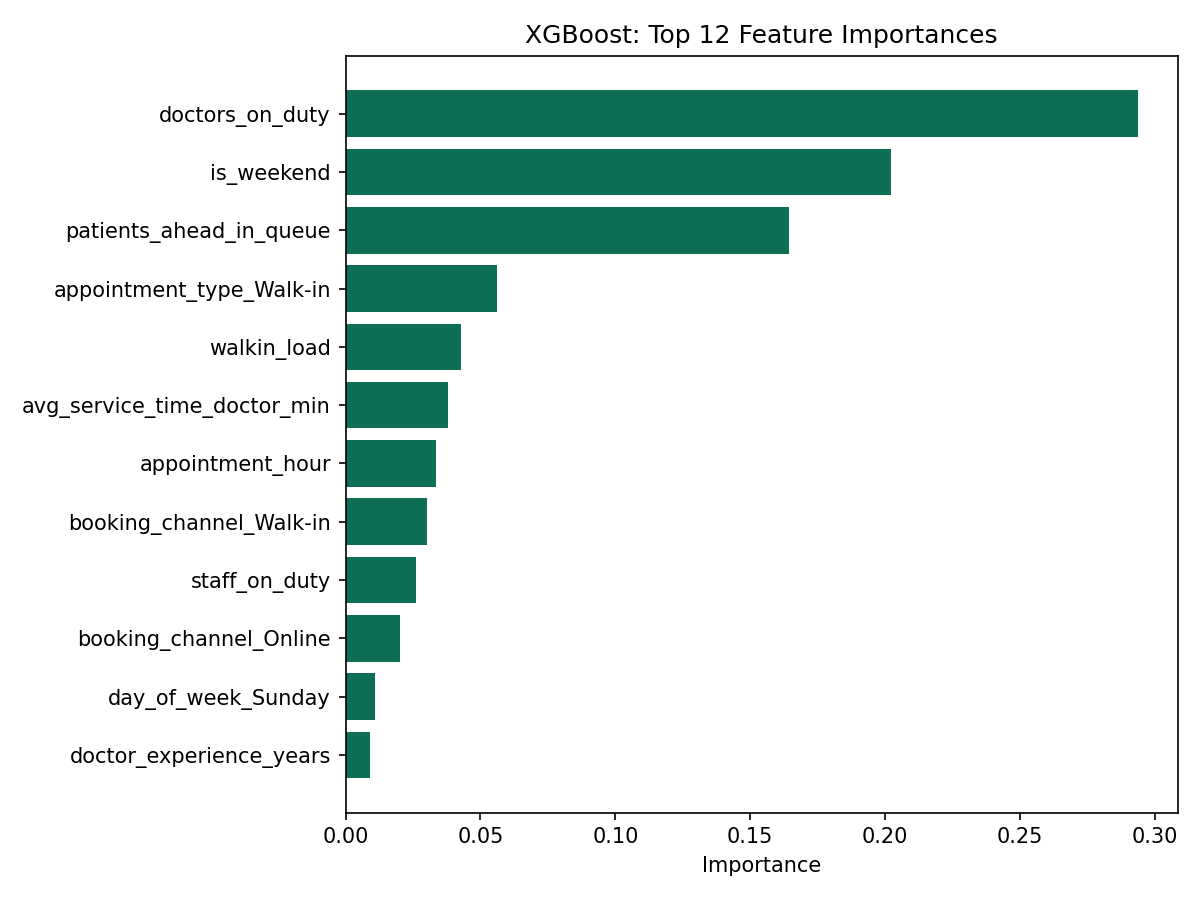 XGBoost: Top 12 Feature Importances
doctors_on_duty
is_weekend
patients_ahead_in_queue
appointment_type_Walk-in
walkin_load
avg_service_time_doctor_min
appointment_hour
booking_channel_Walk-in
staff_on_duty
booking_channel_Online
day_of_week_Sunday
doctor_experience_years
0.00 0.05 0.10 0.15 0.20 0.25 0.30
Importance